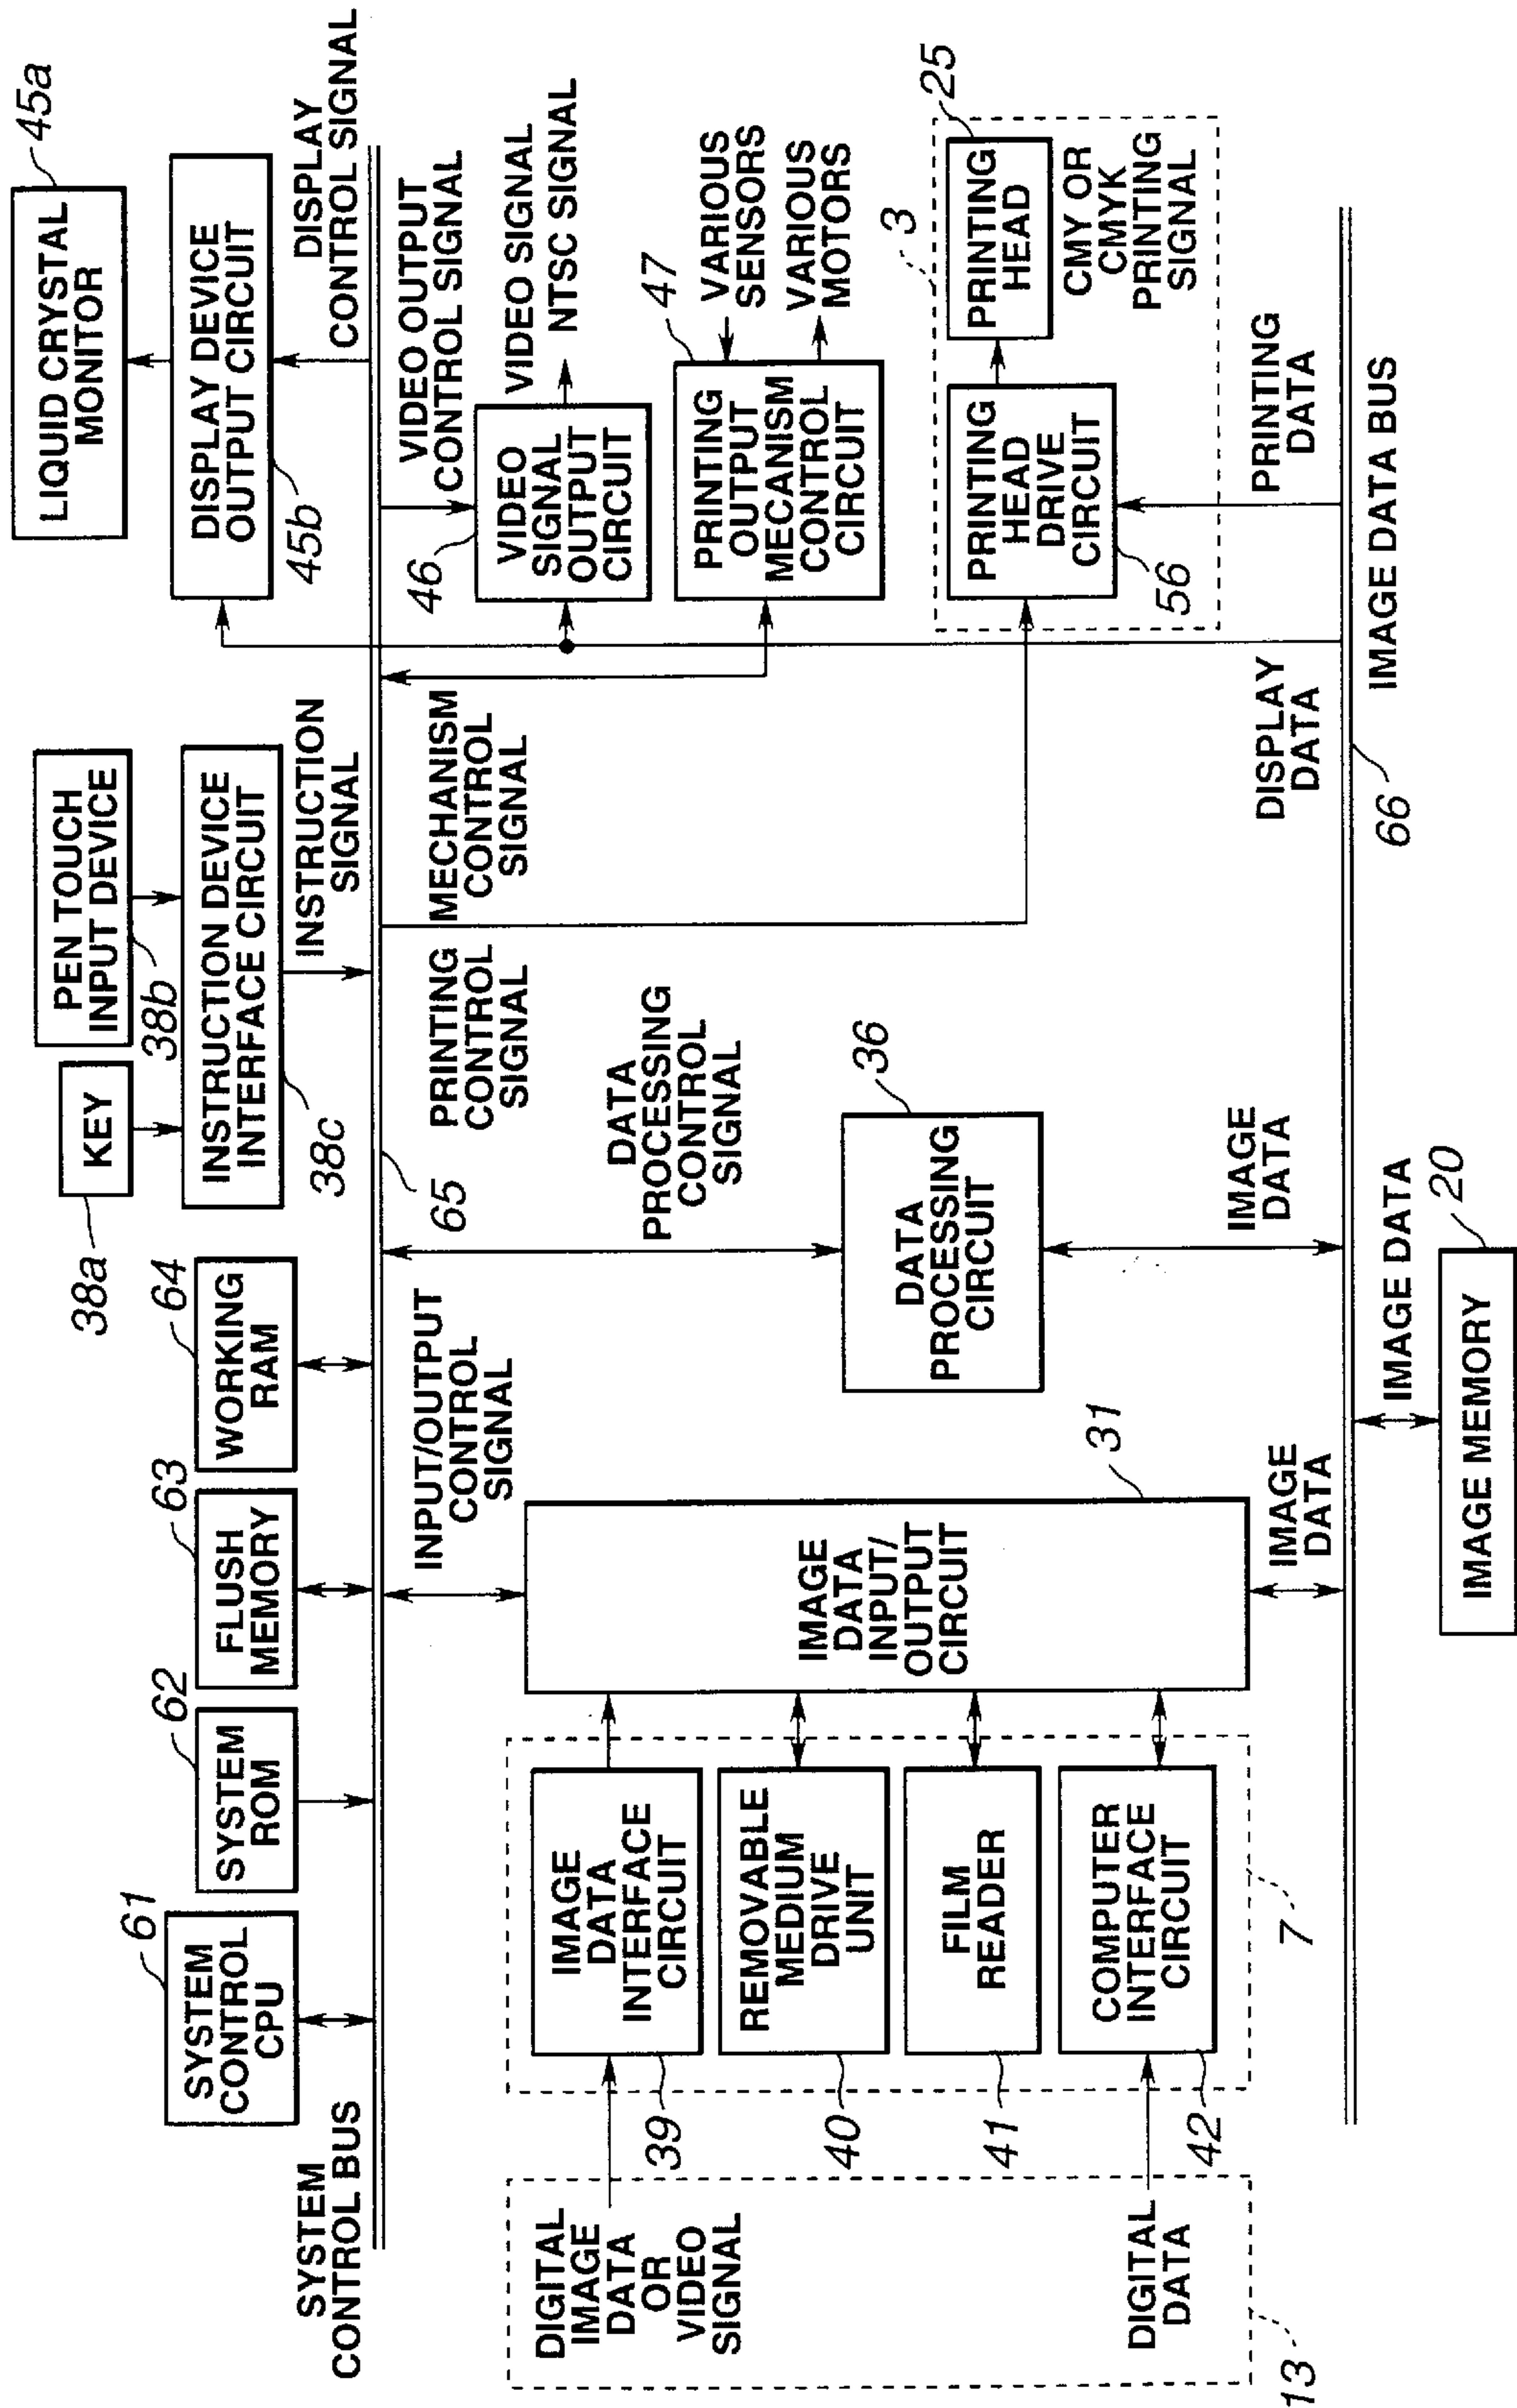 61
SYSTEM
CONTROL
CPU
62
SYSTEM
ROM
63
FLUSH
MEMORY
64
WORKING
RAM
38a
KEY
PEN TOUCH
INPUT DEVICE
38b
INSTRUCTION DEVICE
INTERFACE CIRCUIT
38c
INSTRUCTION
SIGNAL
LIQUID CRYSTAL
MONITOR
45a
DISPLAY DEVICE
OUTPUT CIRCUIT
45b
DISPLAY
CONTROL SIGNAL
SYSTEM
CONTROL BUS
65
INPUT/OUTPUT
CONTROL
SIGNAL
PRINTING
CONTROL
SIGNAL
MECHANISM
CONTROL
SIGNAL
VIDEO OUTPUT
CONTROL SIGNAL
46
VIDEO
SIGNAL
OUTPUT
CIRCUIT
VIDEO SIGNAL
NTSC SIGNAL
DIGITAL
IMAGE
DATA
OR
VIDEO
SIGNAL
DIGITAL
DATA
13
IMAGE
DATA
INTERFACE
CIRCUIT
39
REMOVABLE
MEDIUM
DRIVE
UNIT
40
FILM
READER
41
COMPUTER
INTERFACE
CIRCUIT
42
7
IMAGE
DATA
INPUT/
OUTPUT
CIRCUIT
31
DATA
PROCESSING
CONTROL
SIGNAL
DATA
PROCESSING
CIRCUIT
36
PRINTING
OUTPUT
MECANISM
CONTROL
CIRCUIT
47
VARIOUS
SENSORS
VARIOUS
MOTORS
3
PRINTING
HEAD
DRIVE
CIRCUIT
56
PRINTING
HEAD
25
CMY OR
CMYK
PRINTING
SIGNAL
IMAGE
DATA
IMAGE
DATA
DISPLAY
DATA
PRINTING
DATA
IMAGE DATA
IMAGE MEMORY
20
66
IMAGE DATA BUS